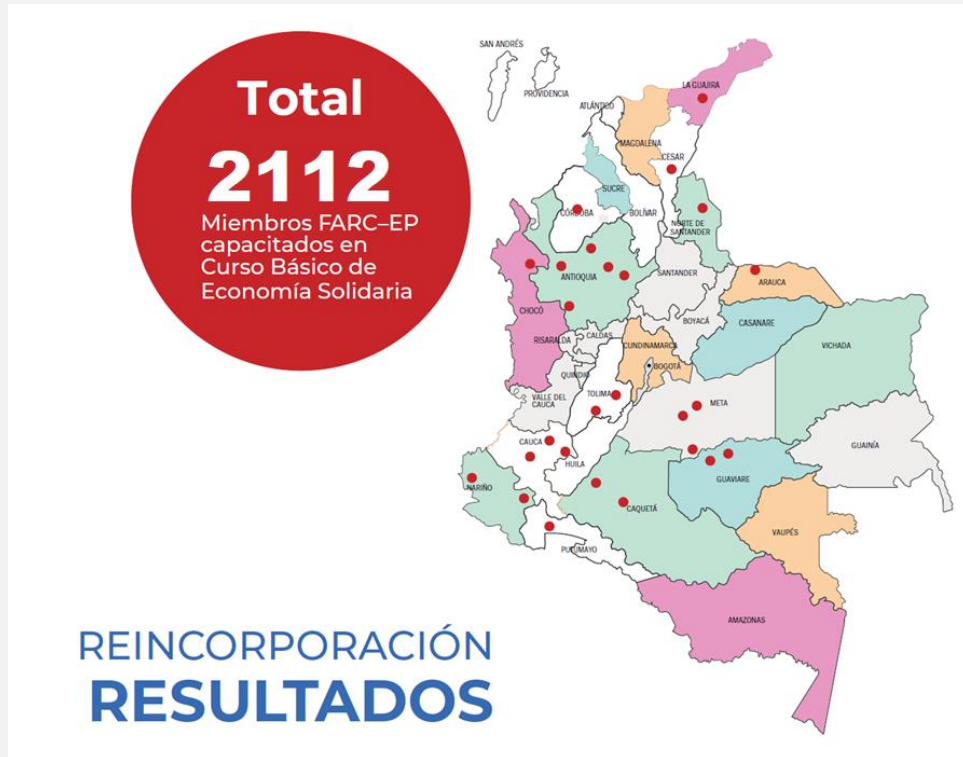 Total
2112
Miembros FARC–EP
capacitados en
Curso Básico de
Economía Solidaria
SAN ANDRÉS
PROVIDENCIA
ATLÁNTICO
LA GUAJIRA
MAGDALENA
CESAR
SUCRE
CÓRDOBA
BOLÍVAR
NORTE DE
SANTANDER
ANTIOQUIA
SANTANDER
ARAUCA
CHOCÓ
BOYACÁ
CASANARE
RISARALDA
CALDAS
CUNDINAMARCA
VICHADA
BOGOTÁ
QUINDÍO
VALLE DEL
CAUCA
TOLIMA
META
CAUCA
GUAINÍA
HUILA
GUAVIARE
NARIÑO
CAQUETÁ
VAUPÉS
PUTUMAYO
AMAZONAS
REINCORPORACIÓN
RESULTADOS